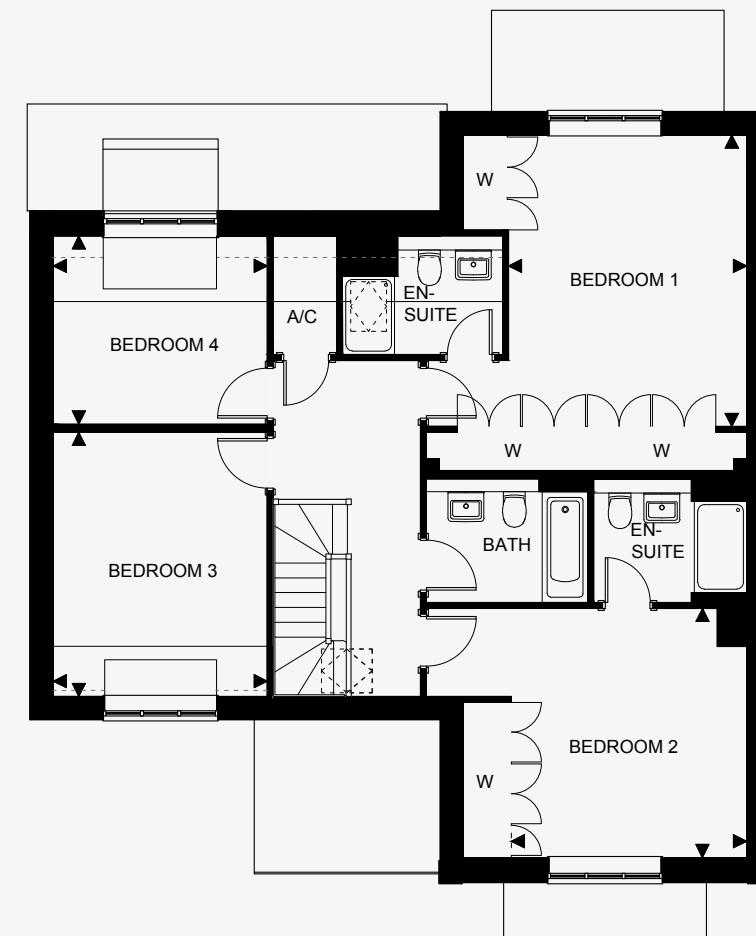 W
BEDROOM 1
EN-
SUITE
A/C
BEDROOM 4
W
W
BEDROOM 3
BATH
EN-
SUITE
BEDROOM 2
W